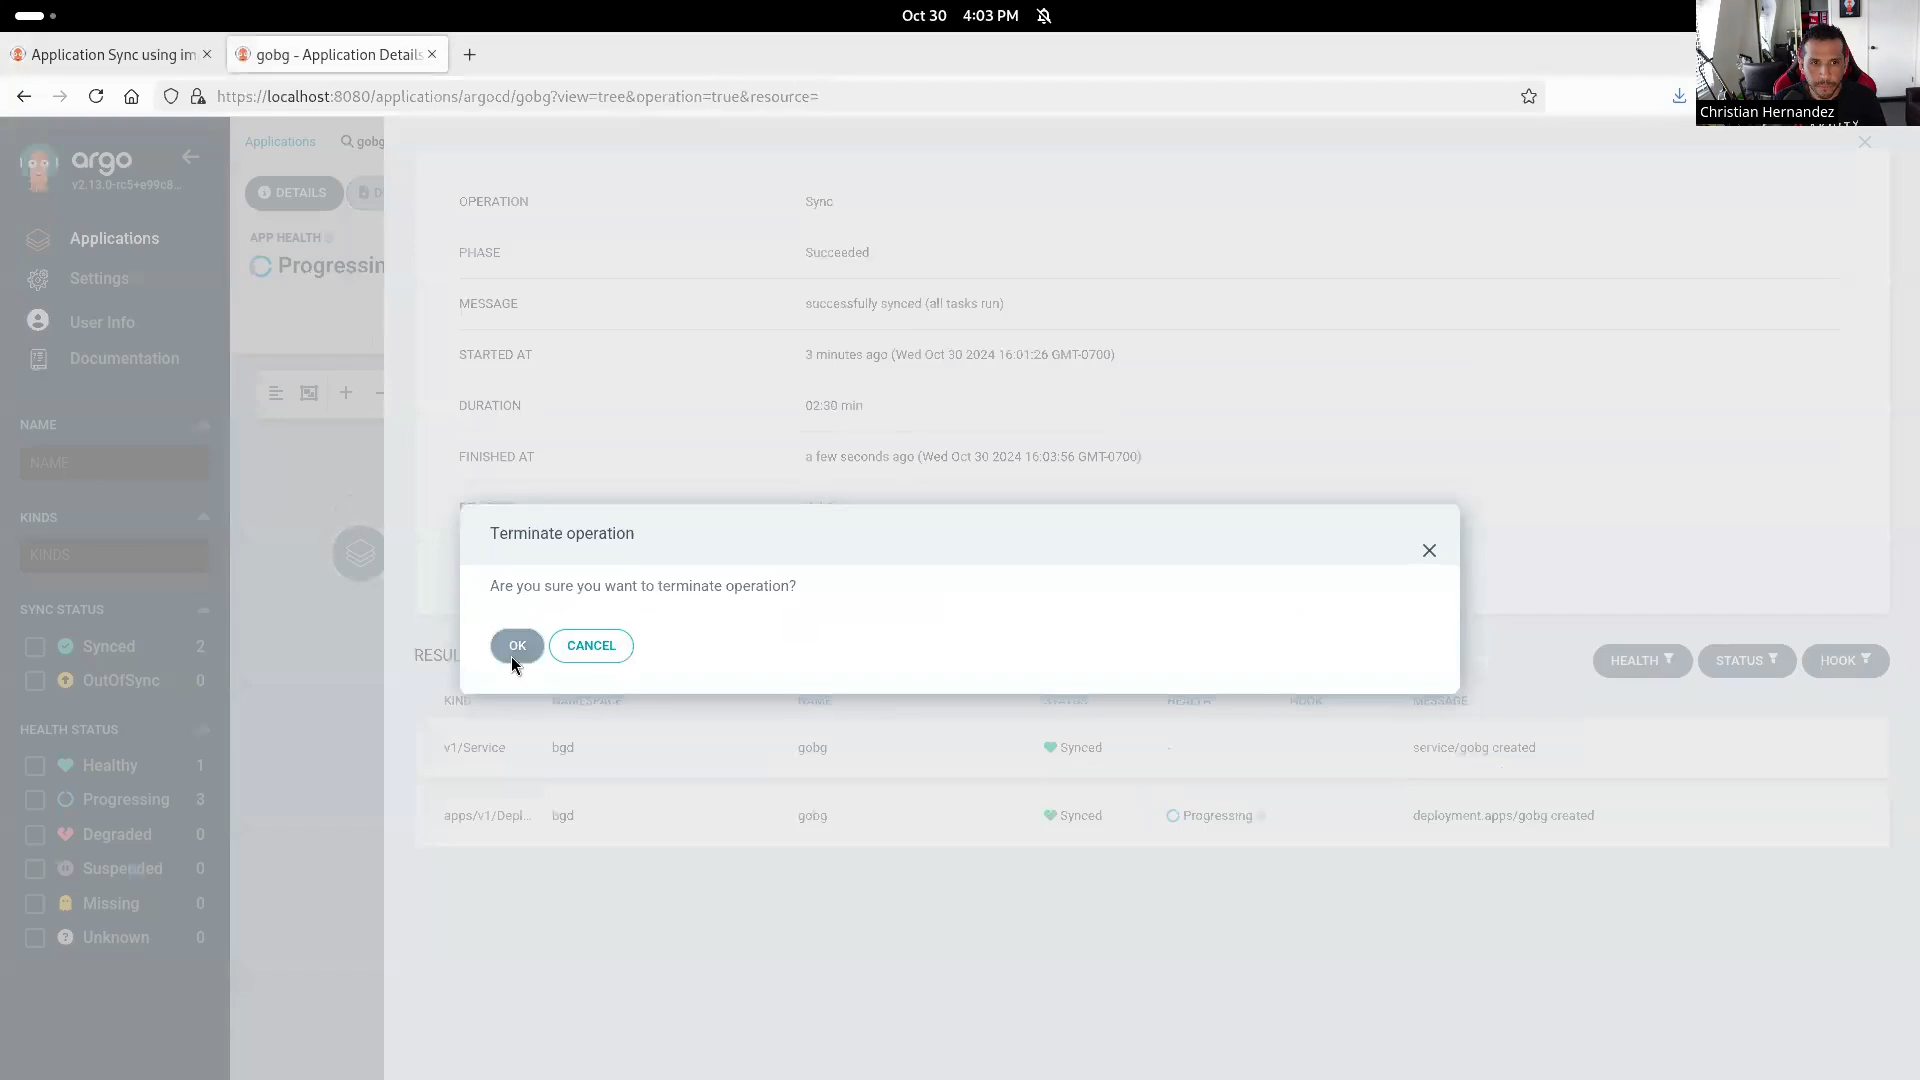 Oct 30 4:03 PM
Application Sync using im
gobg - Application Details
https://localhost:8080/applications/argocd/gobg?view=tree&operation=true&resource=
Christian Hernandez
argo
v2.13.0-rc5+e99c8...
Applications
Settings
User Info
Documentation
NAME
NAME
KINDS
KINDS
SYNC STATUS
Synced 2
OutOfSync 0
HEALTH STATUS
Healthy 1
Progressing 3
Degraded 0
Suspended 0
Missing 0
Unknown 0
Applications gobg
DETAILS D
APP HEALTH
Progressin
OPERATION Sync
PHASE Succeeded
MESSAGE successfully synced (all tasks run)
STARTED AT 3 minutes ago (Wed Oct 30 2024 16:01:26 GMT-0700)
DURATION 02:30 min
FINISHED AT a few seconds ago (Wed Oct 30 2024 16:03:56 GMT-0700)
Terminate operation
Are you sure you want to terminate operation?
OK CANCEL
RESUL
HEALTH STATUS HOOK
KIND NAMESPACE NAME STATUS HEALTH HOOK MESSAGE
v1/Service bgd gobg Synced - service/gobg created
apps/v1/Depl... bgd gobg Synced Progressing deployment.apps/gobg created